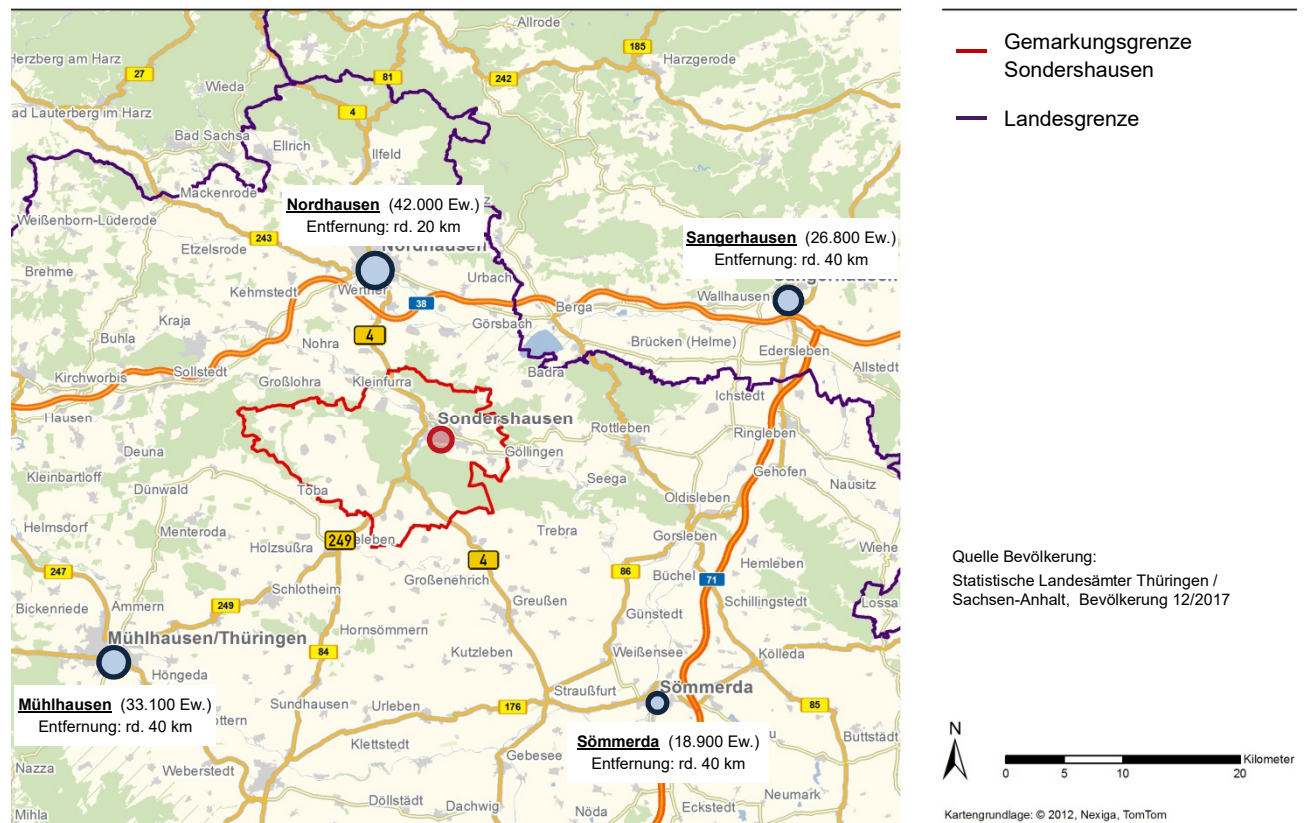 Allrode
185
Herzberg am Harz
27
81
242
Harzgerode
Wieda
Bad Lauterberg im Harz
4
Bad Sachsa
Ellrich
Ilfeld
Mackenrode
Weißenborn-Lüderode
Nordhausen (42.000 Ew.)
Entfernung: rd. 20 km
Nordhausen
Sangerhausen (26.800 Ew.)
Entfernung: rd. 40 km
Sangerhausen
243
Etzelsrode
Brehme
Urbach
Kehmstedt
Werther
38
Wallhausen
Berga
Kraja
Görsbach
Buhla
4
Nohra
Brücken (Helme)
Edersleben
Sollstedt
Kirchworbis
Großlohra
Kleinfurra
Badra
Allstedt
Ichstedt
Hausen
Sondershausen
Rottleben
Ringleben
Deuna
Göllingen
Kleinbartloff
Dünwald
Töba
Seega
Gehofen
Nausitz
Oldisleben
Helmsdorf
Menteroda
Trebra
Gorsleben
Holzsußra
249
eleben
4
Wiehe
247
86
Büchel
71
Hemleben
Schlotheim
Großenehrich
Bickenriede
Ammern
249
Greußen
Günstedt
Schillingstedt
Lossa
Hornsömmern
Mühlhausen/Thüringen
84
Kutzleben
Weißensee
Kölleda
Höngeda
Straußfurt
Sömmerda
Mühlhausen (33.100 Ew.)
Entfernung: rd. 40 km
ottern
Sundhausen
Urleben
176
85
Sömmerda (18.900 Ew.)
Entfernung: rd. 40 km
Klettstedt
Gebesee
Buttstädt
Nazza
Weberstedt
Neumark
Döllstädt
Dachwig
Nöda
Eckstedt
Mihla
Gemarkungsgrenze
Sondershausen
Landesgrenze
Quelle Bevölkerung:
Statistische Landesämter Thüringen /
Sachsen-Anhalt, Bevölkerung 12/2017
N
Kilometer
0 5 10 20
Kartengrundlage: © 2012, Nexiga, TomTom